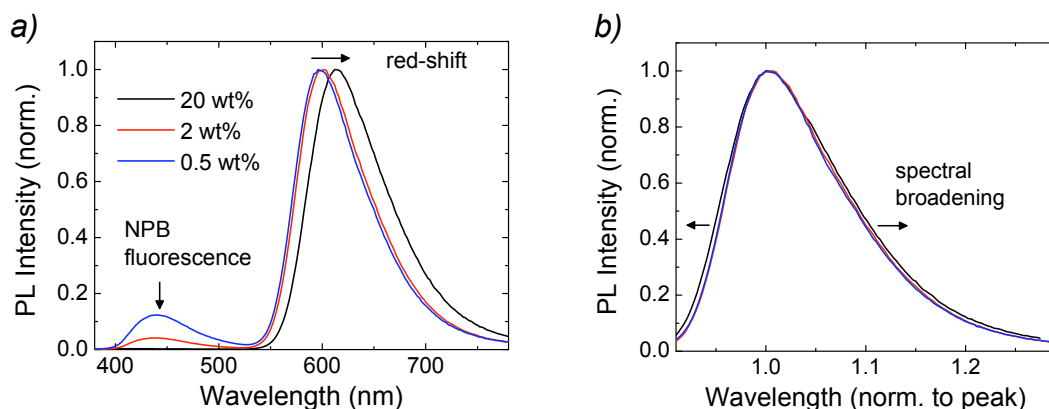 a)
red-shift
20 wt%
2 wt%
0.5 wt%
NPB
fluorescence
1.0
0.8
0.6
0.4
0.2
0.0
400 500 600 700
PL Intensity (norm.)
Wavelength (nm)
b)
spectral
broadening
1.0
0.8
0.6
0.4
0.2
0.0
1.0 1.1 1.2
PL Intensity (norm.)
Wavelength (norm. to peak)